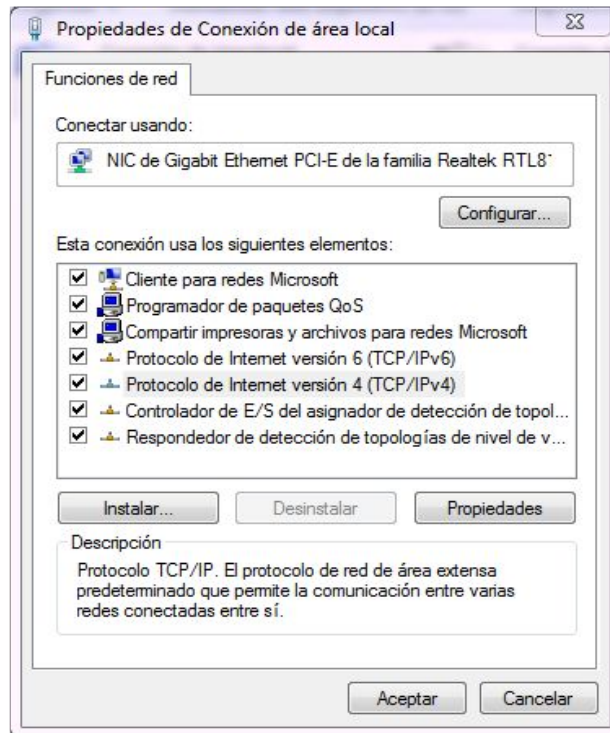 Propiedades de Conexión de área local
Funciones de red
Conectar usando:
NIC de Gigabit Ethernet PCI-E de la familia Realtek RTL8
Configurar...
Esta conexión usa los siguientes elementos:
Cliente para redes Microsoft
Programador de paquetes QoS
Compartir impresoras y archivos para redes Microsoft
Protocolo de Internet versión 6 (TCP/IPv6)
Protocolo de Internet versión 4 (TCP/IPv4)
Controlador de E/S del asignador de detección de topol...
Respondedor de detección de topologías de nivel de v...
Instalar...
Desinstalar
Propiedades
Descripción
Protocolo TCP/IP. El protocolo de red de área extensa
predeterminado que permite la comunicación entre varias
redes conectadas entre sí.
Aceptar
Cancelar